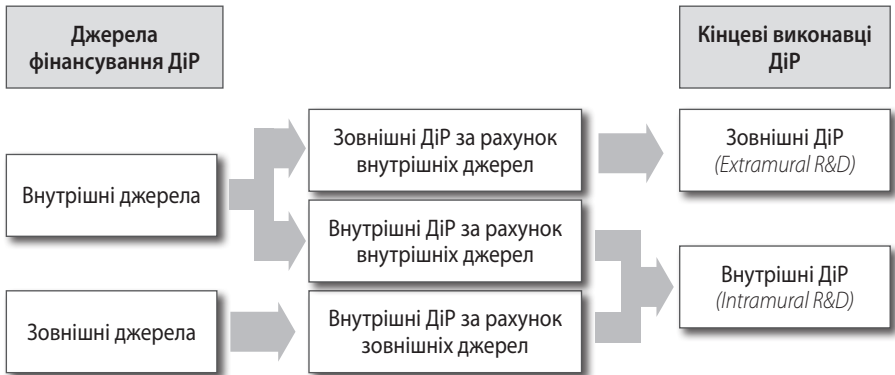 Джерела
фінансування ДіР
Кінцеві виконавці
ДіР
Внутрішні джерела
Зовнішні ДіР за рахунок
внутрішніх джерел
Зовнішні ДіР
(Extramural R&D)
Внутрішні ДіР за рахунок
внутрішніх джерел
Внутрішні ДіР
(Intramural R&D)
Зовнішні джерела
Внутрішні ДіР за рахунок
зовнішніх джерел